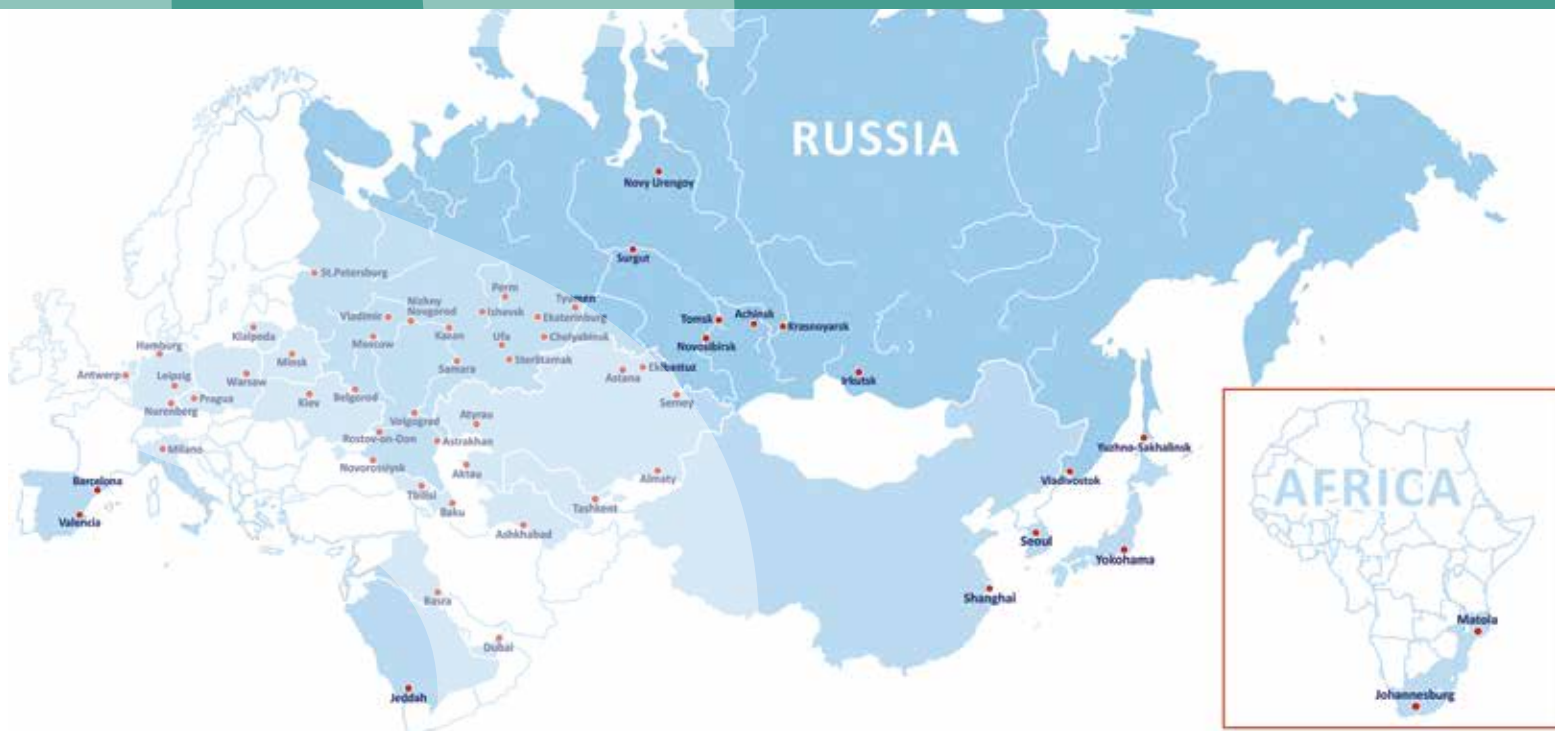 RUSSIA
Novy Urengoy
Surgut
St.Petersburg
Perm
Tyumen
Nizhny
Novgorod
Vladimir
Ishevsk
Ekaterinburg
Tomsk
Achinsk
Krasnoyarsk
Klaipeda
Moscow
Kazan
Ufa
Chelyabinsk
Novosibirsk
Hamburg
Minsk
Samara
Sterlitamak
Antwerp
Leipzig
Warsaw
Astana
Ekibastuz
Irkutsk
Prague
Nurenberg
Kiev
Belgorod
Semey
Volgograd
Atyrau
Milano
Rostov-on-Don
Astrakhan
Yuzhno-Sakhalinsk
Novorossiysk
Aktau
Almaty
Vladivostok
Barcelona
Tbilisi
Baku
Tashkent
Valencia
Ashkhabad
Seoul
Yokohama
Shanghai
Basra
Dubai
Jeddah
AFRICA
Matola
Johannesburg